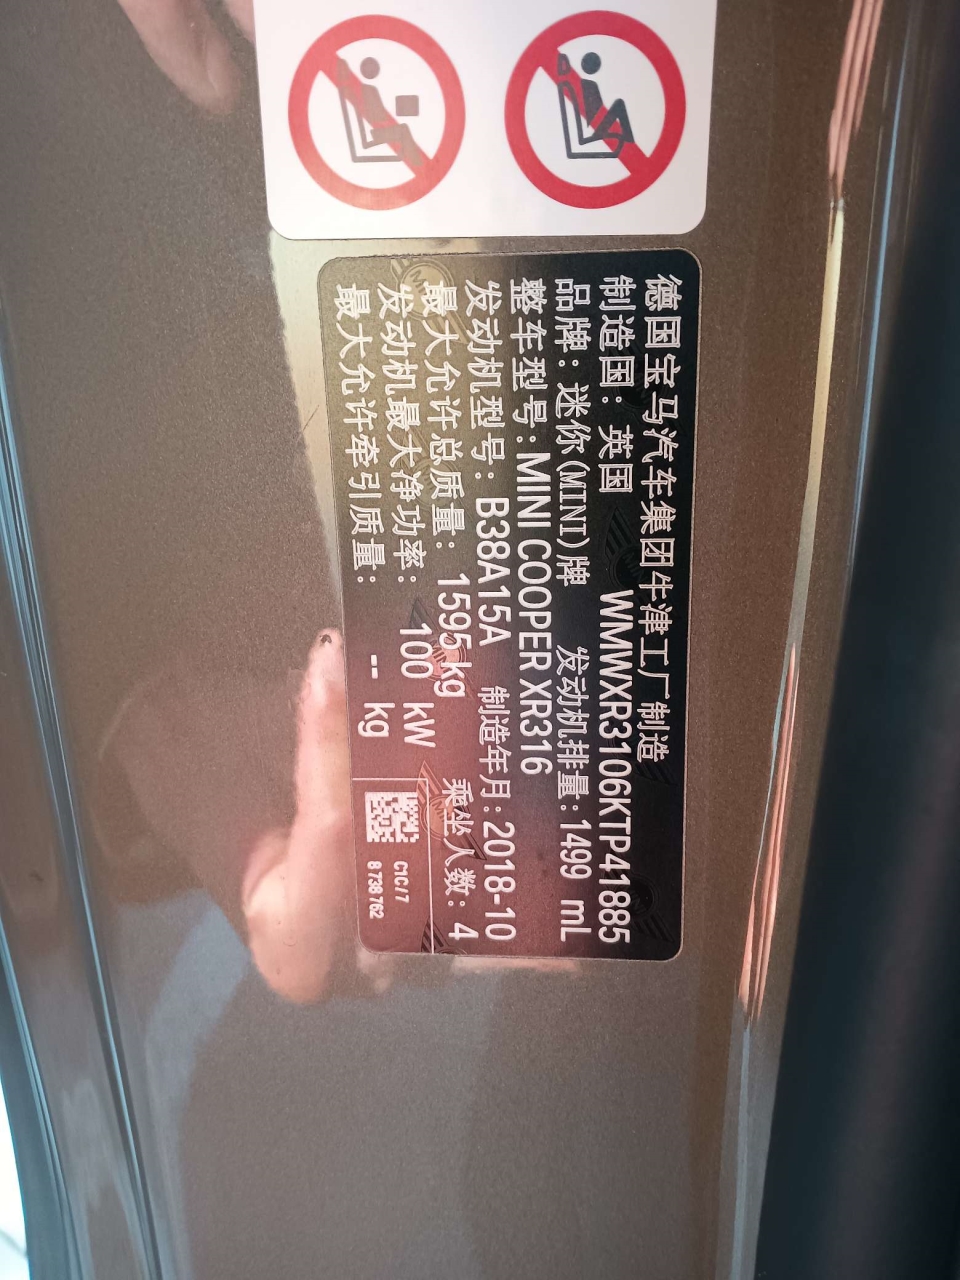 德国宝马汽车集团牛津工厂制造
制造国：英国 WMWXR3106KTP41885
品牌：迷你(MINI)牌 发动机排量：1499 mL
整车型号：MINI COOPER XR316
发动机型号：B38A15A 制造年月：2018-10
最大允许总质量：1595 kg 乘坐人数：4
发动机最大净功率：100 kW
最大允许牵引质量：-- kg
C1C/7
8738762